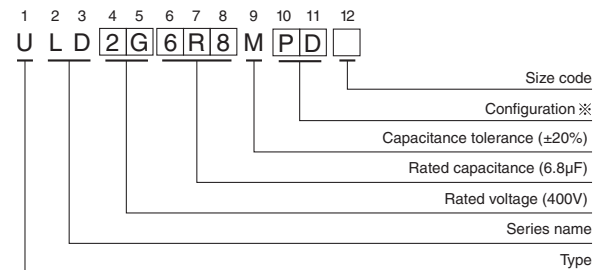 1 2 3 4 5 6 7 8 9 10 11 12
U L D 2 G 6 R 8 M P D
Size code
Configuration ※
Capacitance tolerance (±20%)
Rated capacitance (6.8µF)
Rated voltage (400V)
Series name
Type